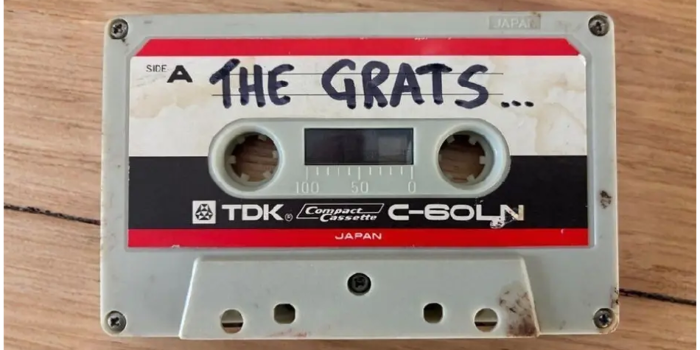 JAPAN
SIDE A THE GRATS...
100 50 0
TDK® Compact Cassette C-60LN
JAPAN